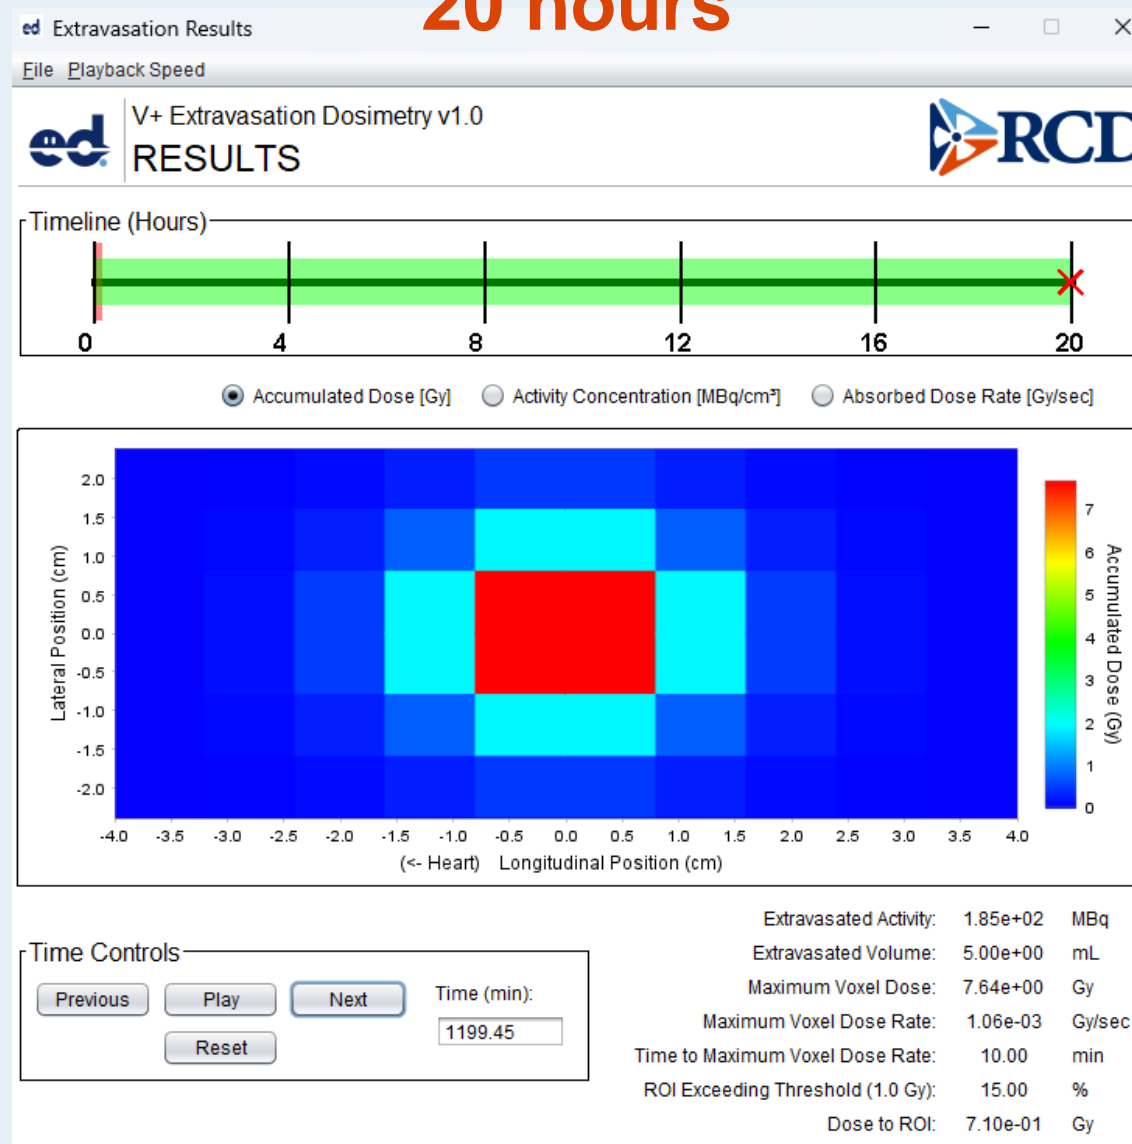 20 hours
ed Extravasation Results
File Playback Speed
ed. V+ Extravasation Dosimetry v1.0
RESULTS
RCD
Timeline (Hours)
0 4 8 12 16 20
Accumulated Dose [Gy] Activity Concentration [MBq/cm³] Absorbed Dose Rate [Gy/sec]
Lateral Position (cm)
2.0
1.5
1.0
0.5
0.0
-0.5
-1.0
-1.5
-2.0
-4.0 -3.5 -3.0 -2.5 -2.0 -1.5 -1.0 -0.5 0.0 0.5 1.0 1.5 2.0 2.5 3.0 3.5 4.0
(<- Heart) Longitudinal Position (cm)
7
6
5
4
3
2
1
0
Accumulated Dose (Gy)
Time Controls
Previous Play Next
Reset
Time (min):
1199.45
Extravasated Activity: 1.85e+02 MBq
Extravasated Volume: 5.00e+00 mL
Maximum Voxel Dose: 7.64e+00 Gy
Maximum Voxel Dose Rate: 1.06e-03 Gy/sec
Time to Maximum Voxel Dose Rate: 10.00 min
ROI Exceeding Threshold (1.0 Gy): 15.00 %
Dose to ROI: 7.10e-01 Gy